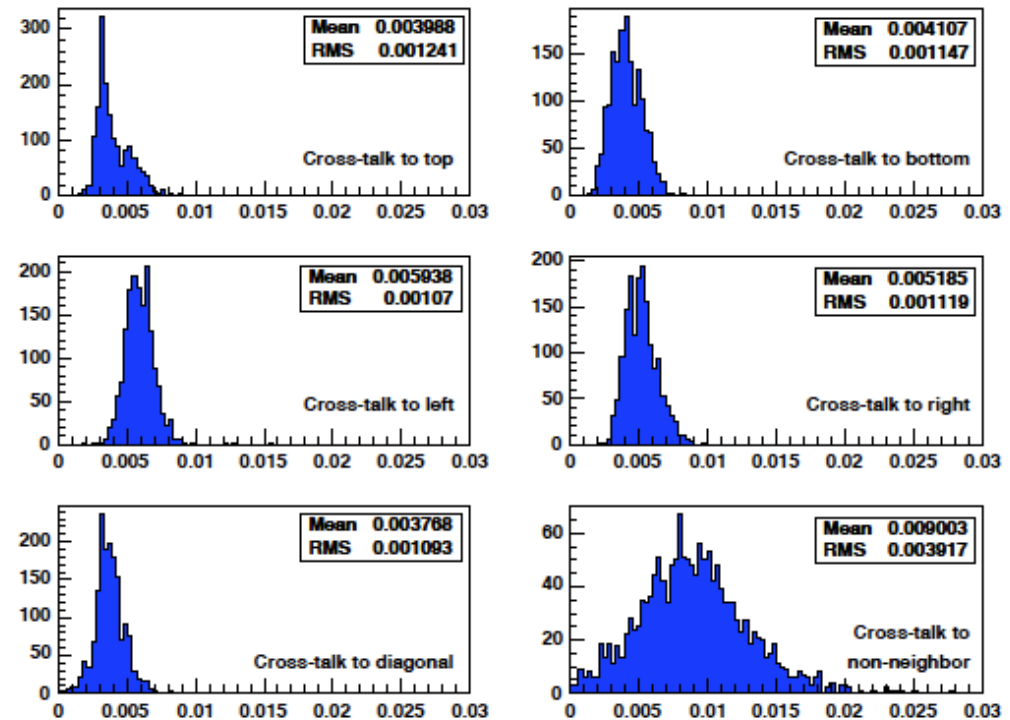 300
200
100
0
0 0.005 0.01 0.015 0.02 0.025 0.03
Mean 0.003988
RMS 0.001241
Cross-talk to top
150
100
50
0
0 0.005 0.01 0.015 0.02 0.025 0.03
Mean 0.004107
RMS 0.001147
Cross-talk to bottom
200
150
100
50
0
0 0.005 0.01 0.015 0.02 0.025 0.03
Mean 0.005938
RMS 0.00107
Cross-talk to left
200
150
100
50
0
0 0.005 0.01 0.015 0.02 0.025 0.03
Mean 0.005185
RMS 0.001119
Cross-talk to right
200
150
100
50
0
0 0.005 0.01 0.015 0.02 0.025 0.03
Mean 0.003768
RMS 0.001093
Cross-talk to diagonal
60
40
20
0
0 0.005 0.01 0.015 0.02 0.025 0.03
Mean 0.009003
RMS 0.003917
Cross-talk to
non-neighbor